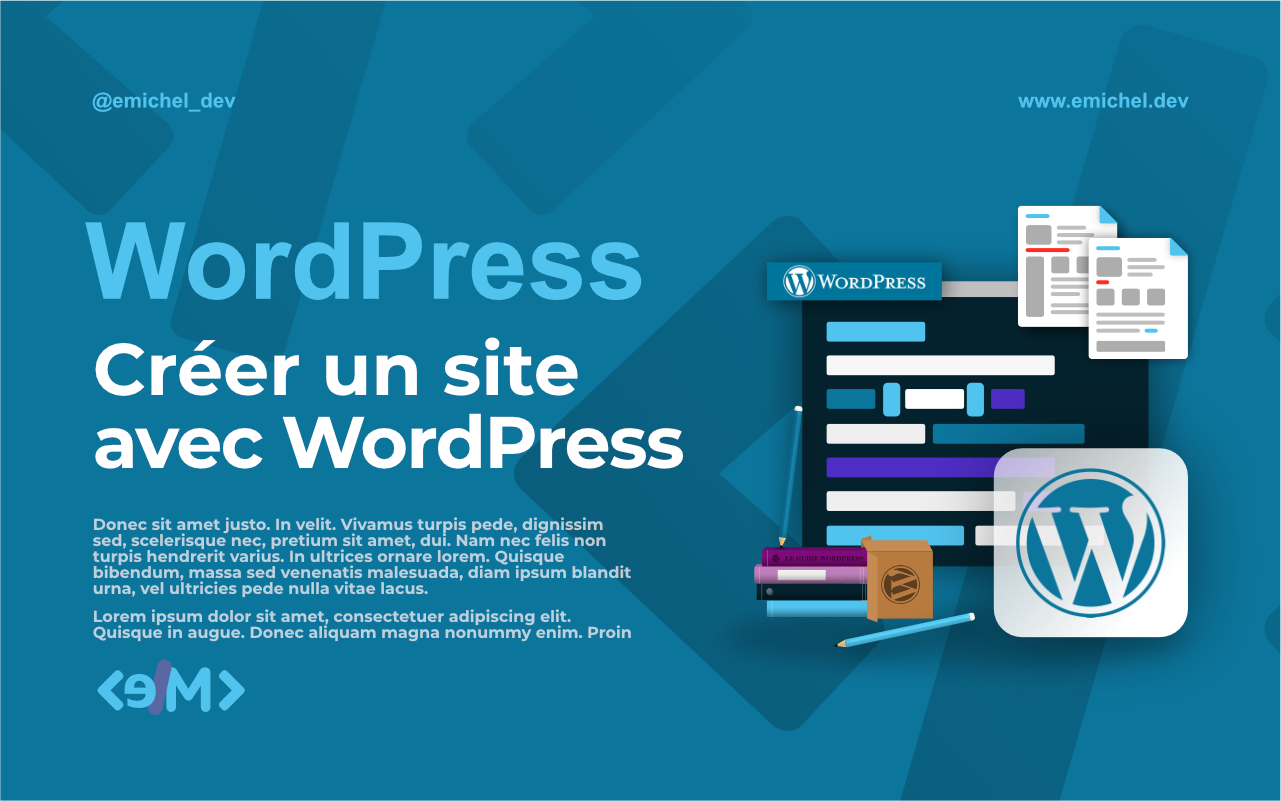 @emichel_dev
www.emichel.dev
WordPress
Créer un site
avec WordPress
WORDPRESS
Donec sit amet justo. In velit. Vivamus turpis pede, dignissim
sed, scelerisque nec, pretium sit amet, dui. Nam nec felis non
turpis hendrerit varius. In ultrices ornare lorem. Quisque
bibendum, massa sed venenatis malesuada, diam ipsum blandit
urna, vel ultricies pede nulla vitae lacus.
Lorem ipsum dolor sit amet, consectetuer adipiscing elit.
Quisque in augue. Donec aliquam magna nonummy enim. Proin
LE GUIDE WORDPRESS
<e/M>